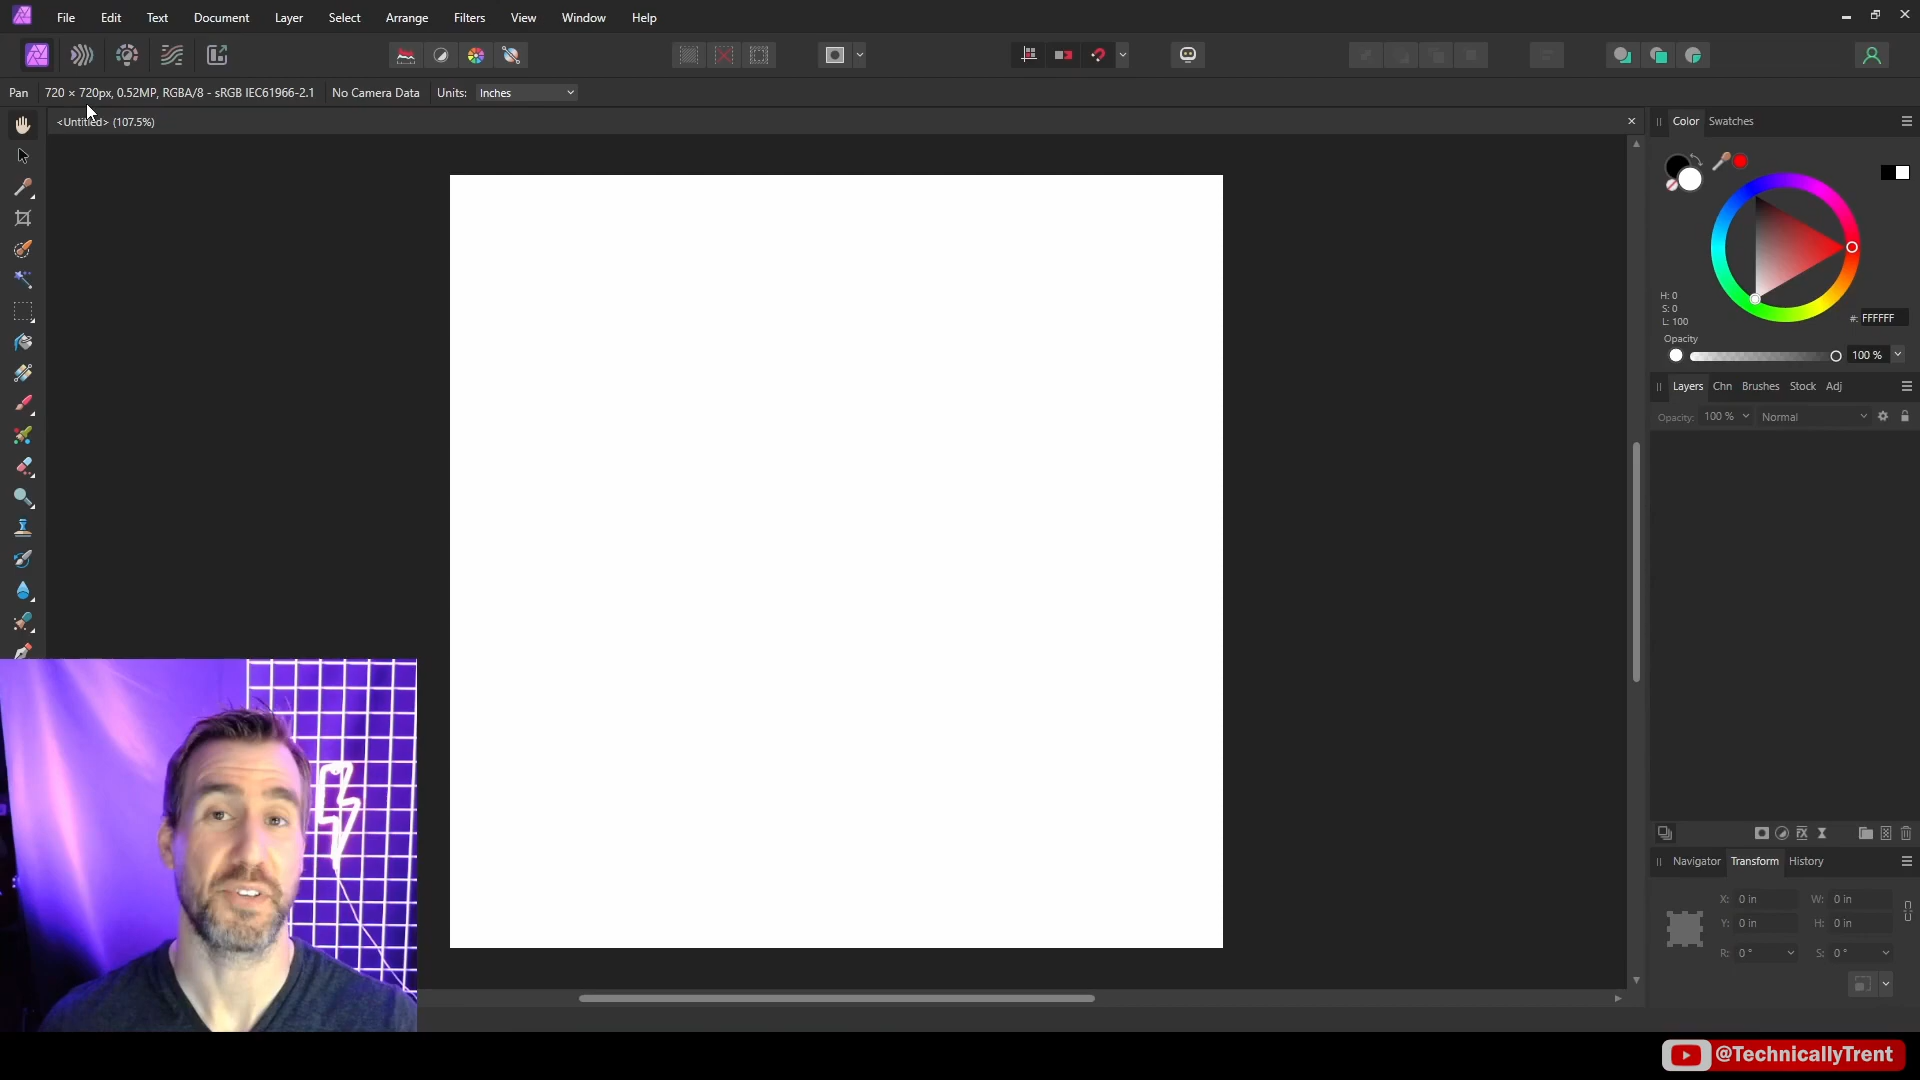 File Edit Text Document Layer Select Arrange Filters View Window Help
Pan 720 × 720px, 0.52MP, RGBA/8 - sRGB IEC61966-2.1 No Camera Data Units: Inches
<Untitled> (107.5%)
Color Swatches
H: 0
S: 0
L: 100
#: FFFFFF
Opacity
100 %
Layers Chn Brushes Stock Adj
Opacity: 100 % Normal
Navigator Transform History
X: 0 in W: 0 in
Y: 0 in H: 0 in
R: 0 ° S: 0 °
@TechnicallyTrent